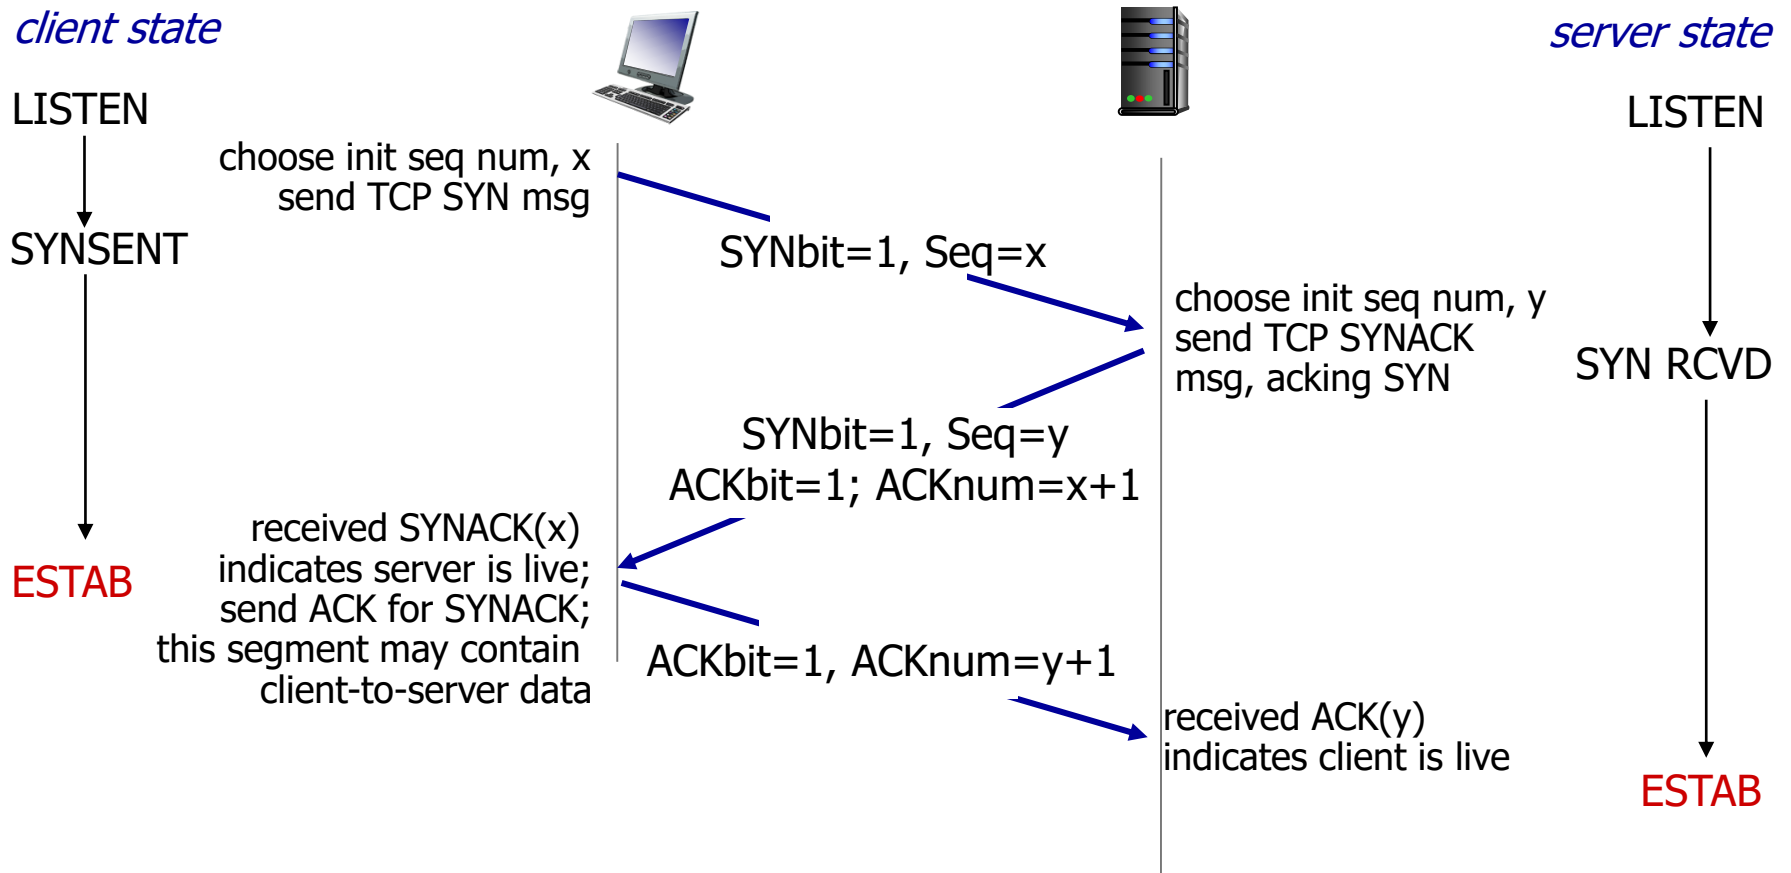 client state
server state
LISTEN
LISTEN
choose init seq num, x
send TCP SYN msg
SYNSENT
SYNbit=1, Seq=x
choose init seq num, y
send TCP SYNACK
msg, acking SYN
SYN RCVD
SYNbit=1, Seq=y
ACKbit=1; ACKnum=x+1
received SYNACK(x)
indicates server is live;
send ACK for SYNACK;
this segment may contain
client-to-server data
ESTAB
ACKbit=1, ACKnum=y+1
received ACK(y)
indicates client is live
ESTAB